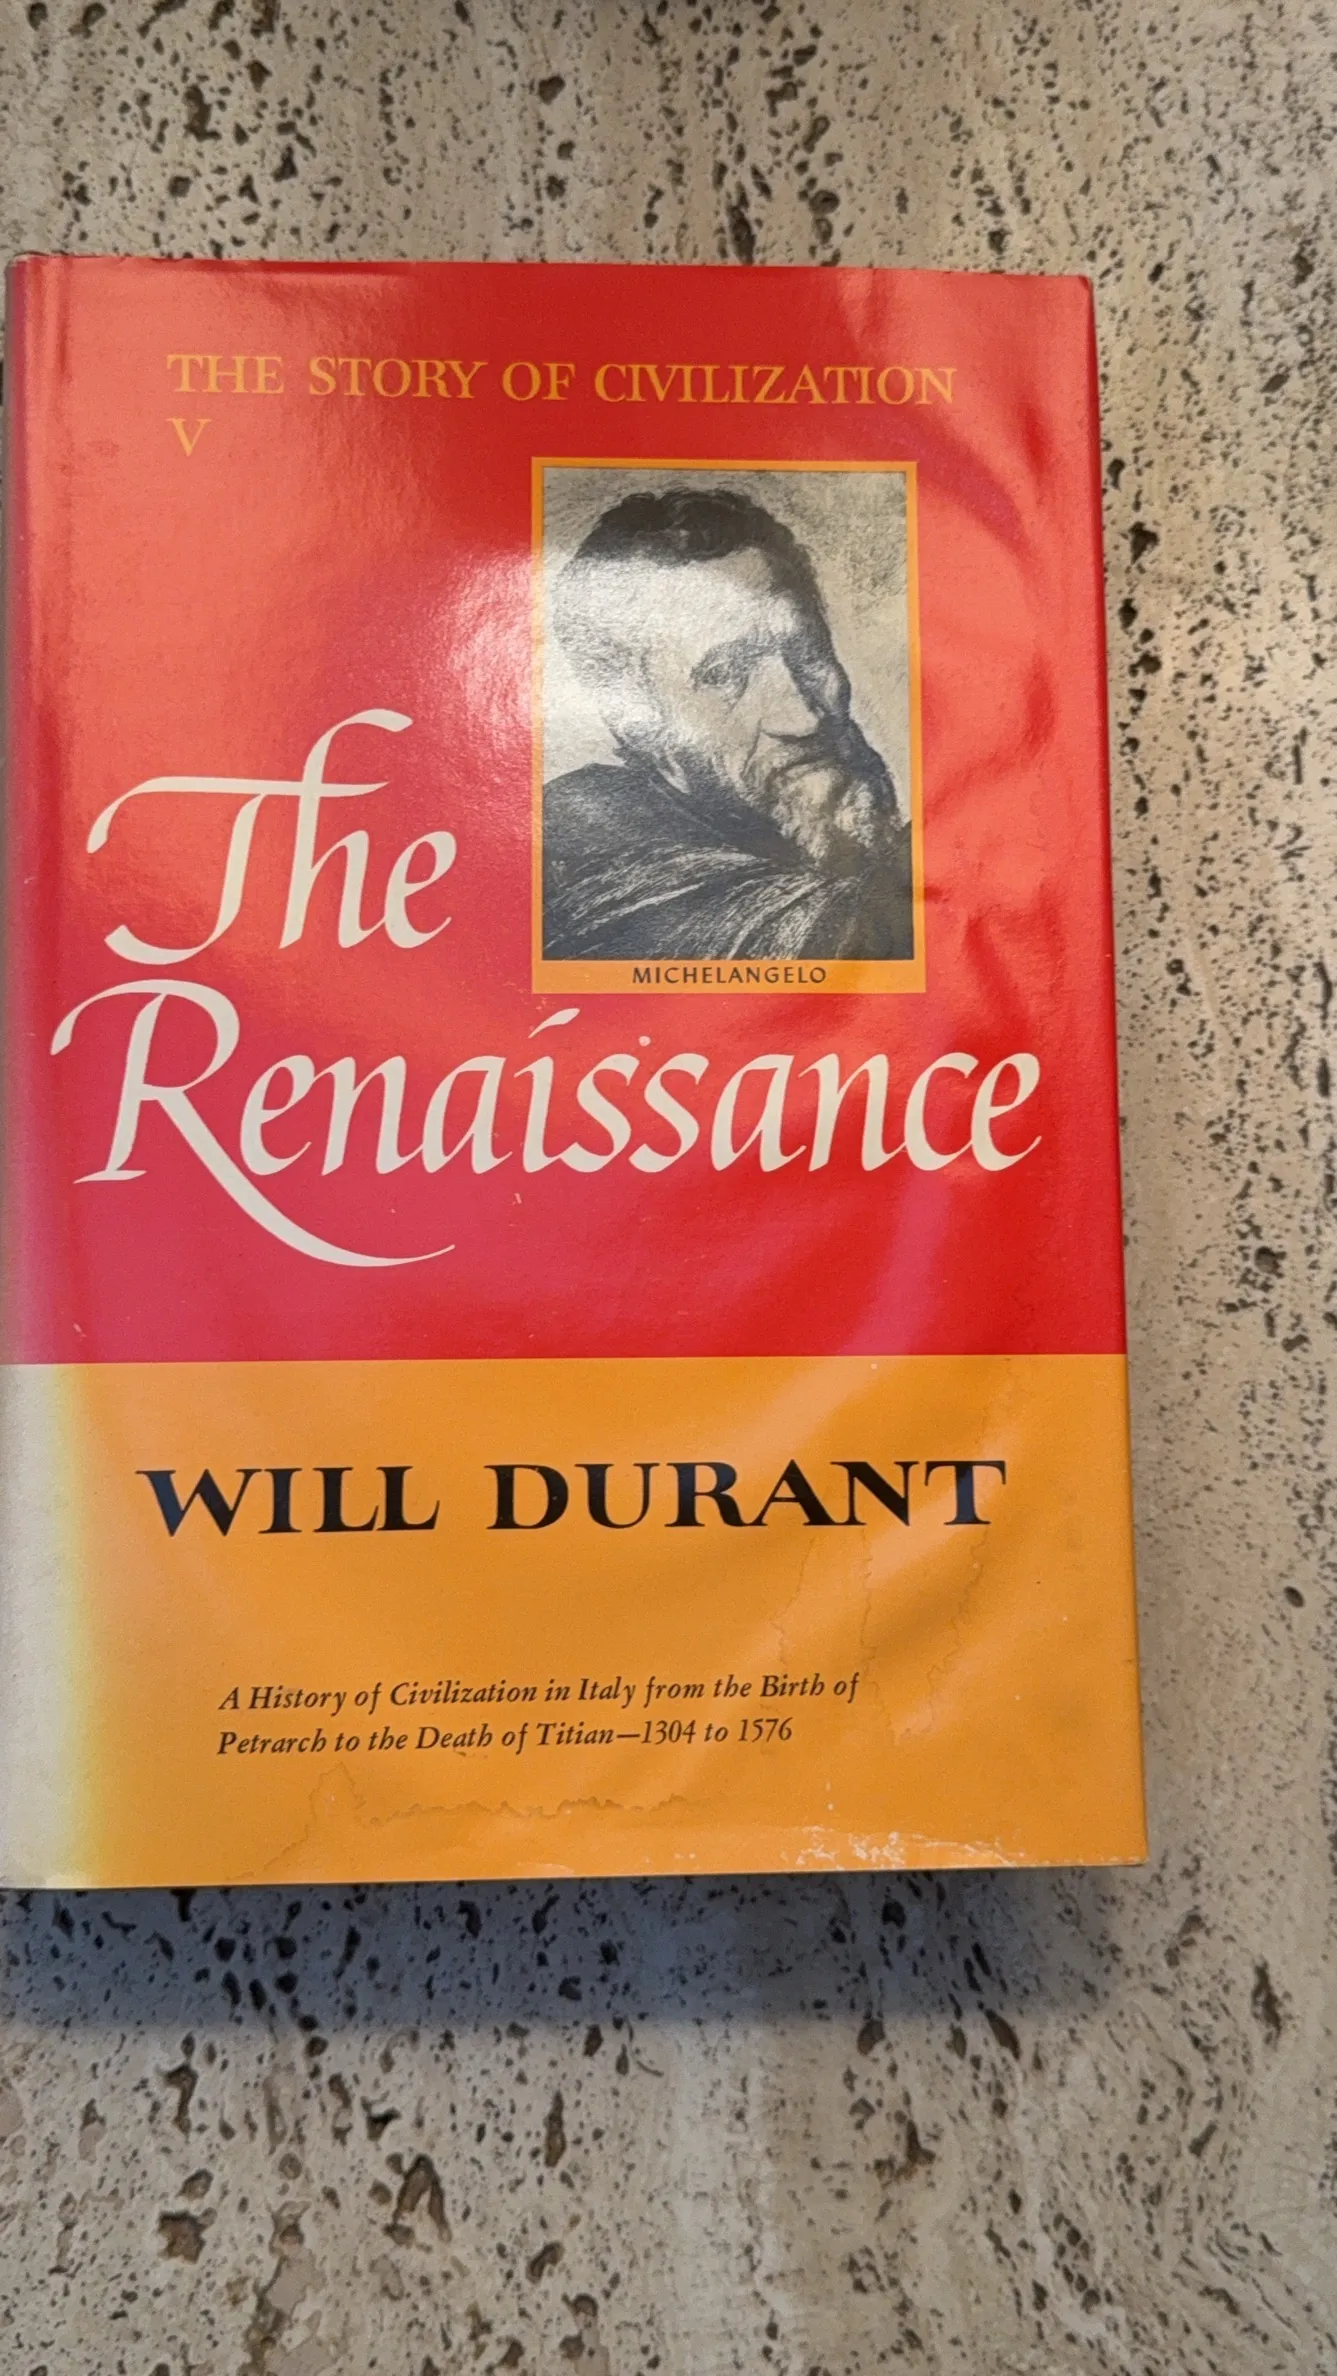 THE STORY OF CIVILIZATION
V
MICHELANGELO
The
Renaissance
WILL DURANT
A History of Civilization in Italy from the Birth of
Petrarch to the Death of Titian—1304 to 1576